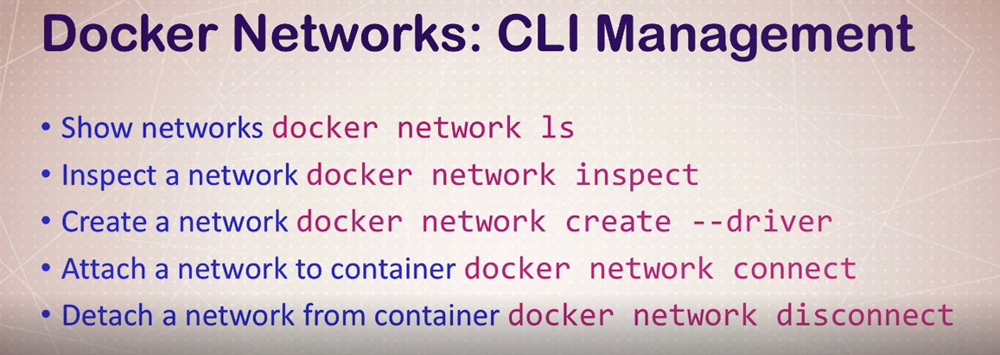 Docker Networks: CLI Management
• Show networks docker network ls
• Inspect a network docker network inspect
• Create a network docker network create --driver
• Attach a network to container docker network connect
• Detach a network from container docker network disconnect